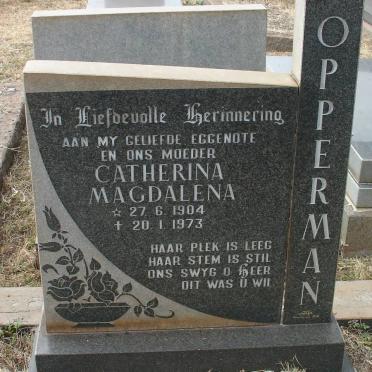 In Liefdevolle Herinnering
AAN MY GELIEFDE EGGENOTE
EN ONS MOEDER
CATHERINA
MAGDALENA
☆ 27.6.1904
+ 20.1.1973
HAAR PLEK IS LEEG
HAAR STEM IS STIL
ONS SWYG O HEER
DIT WAS U WIL
OPPERMAN